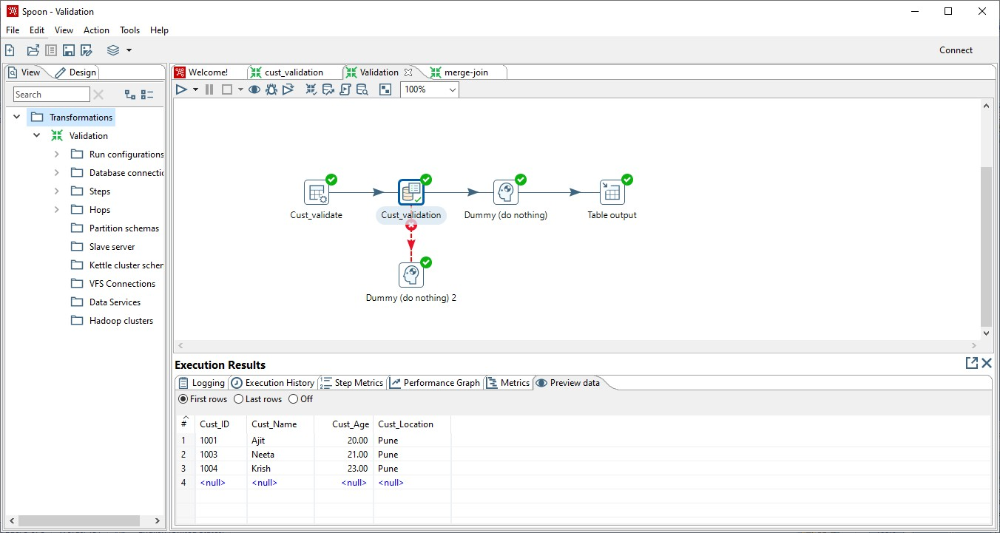 Spoon - Validation
File Edit View Action Tools Help
Connect
View Design
Welcome! cust_validation Validation merge-join
Search
100%
Transformations
Validation
Run configurations
Database connectic
Steps
Hops
Partition schemas
Slave server
Kettle cluster scher
VFS Connections
Data Services
Hadoop clusters
Cust_validate Cust_validation Dummy (do nothing) Table output
Dummy (do nothing) 2
Execution Results
Logging Execution History Step Metrics Performance Graph Metrics Preview data
First rows Last rows Off
# Cust_ID Cust_Name Cust_Age Cust_Location
1 1001 Ajit 20.00 Pune
2 1003 Neeta 21.00 Pune
3 1004 Krish 23.00 Pune
4 <null> <null> <null> <null>